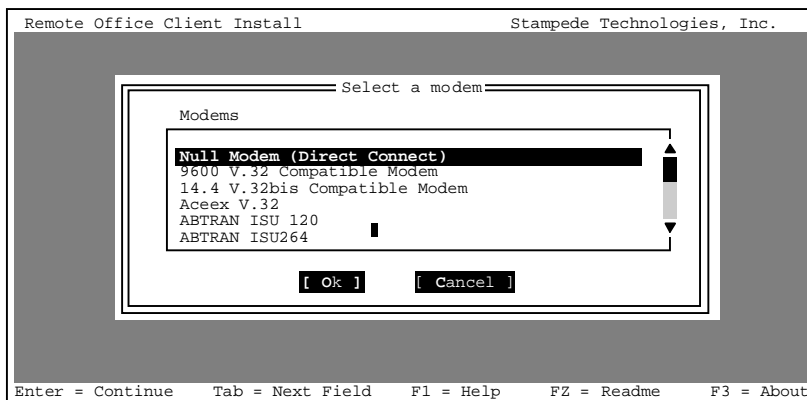 Remote Office Client Install Stampede Technologies, Inc.
Select a modem
Modems
Null Modem (Direct Connect)
9600 V.32 Compatible Modem
14.4 V.32bis Compatible Modem
Aceex V.32
ABTRAN ISU 120
ABTRAN ISU264
[ Ok ] [ Cancel ]
Enter = Continue Tab = Next Field F1 = Help FZ = Readme F3 = About